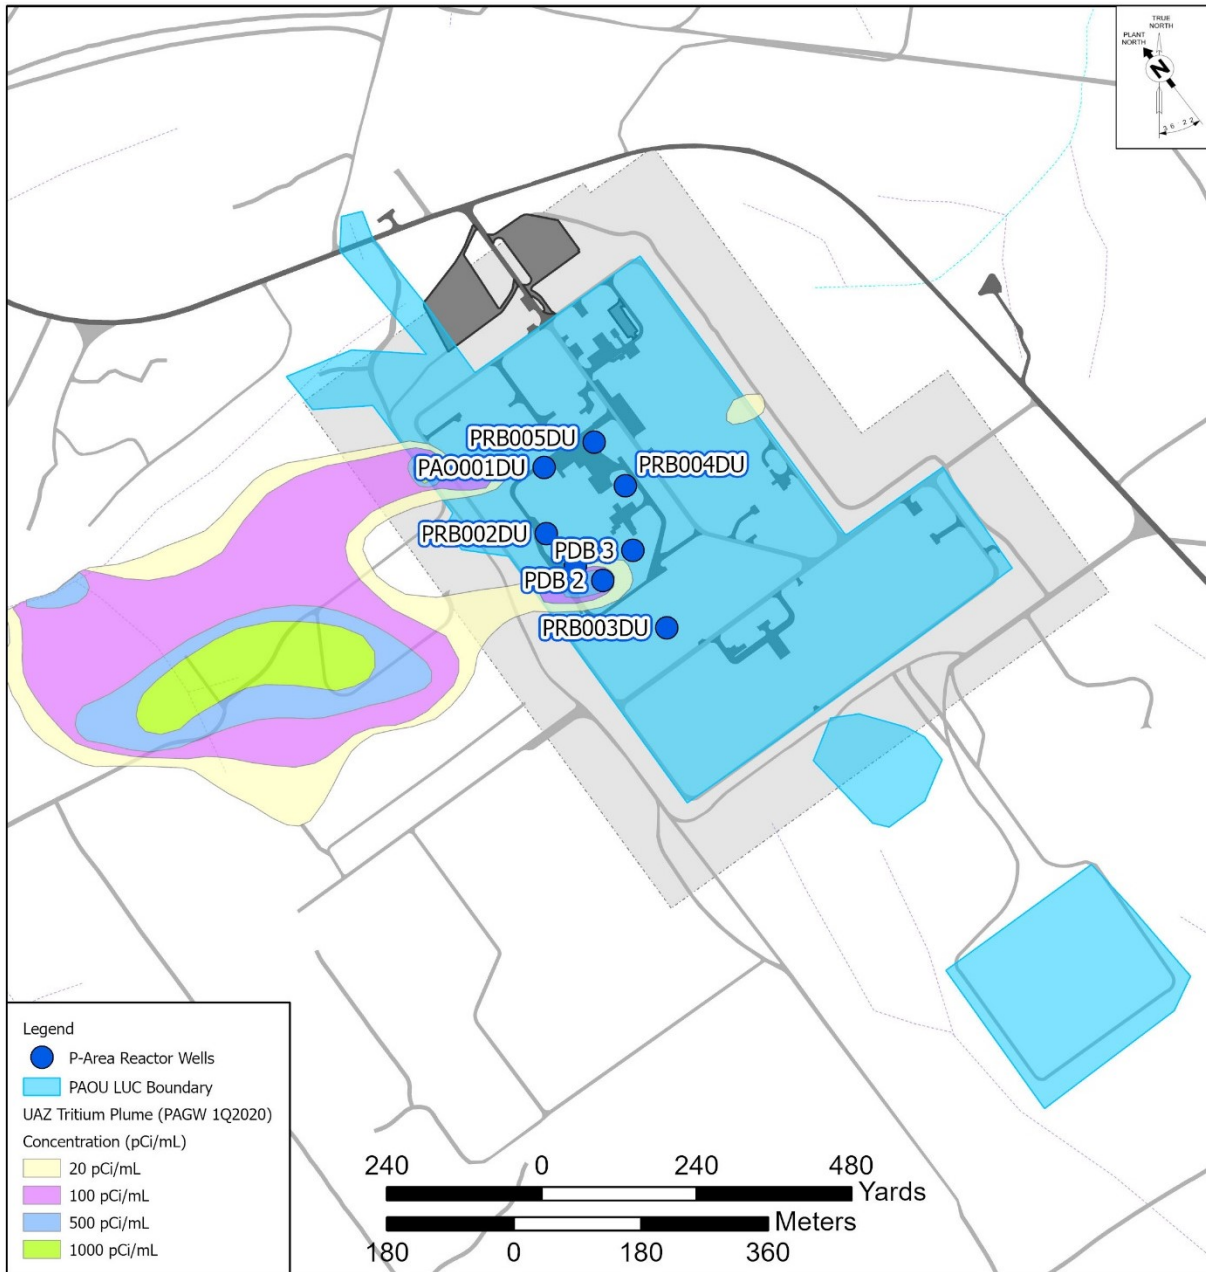 TRUE
NORTH
PLANT
NORTH
N
36.22
PRB005DU
PAO001DU
PRB004DU
PRB002DU
PDB 3
PDB 2
PRB003DU
Legend
P-Area Reactor Wells
PAOU LUC Boundary
UAZ Tritium Plume (PAGW 1Q2020)
Concentration (pCi/mL)
20 pCi/mL
100 pCi/mL
500 pCi/mL
1000 pCi/mL
240 0 240 480
Yards
Meters
180 0 180 360